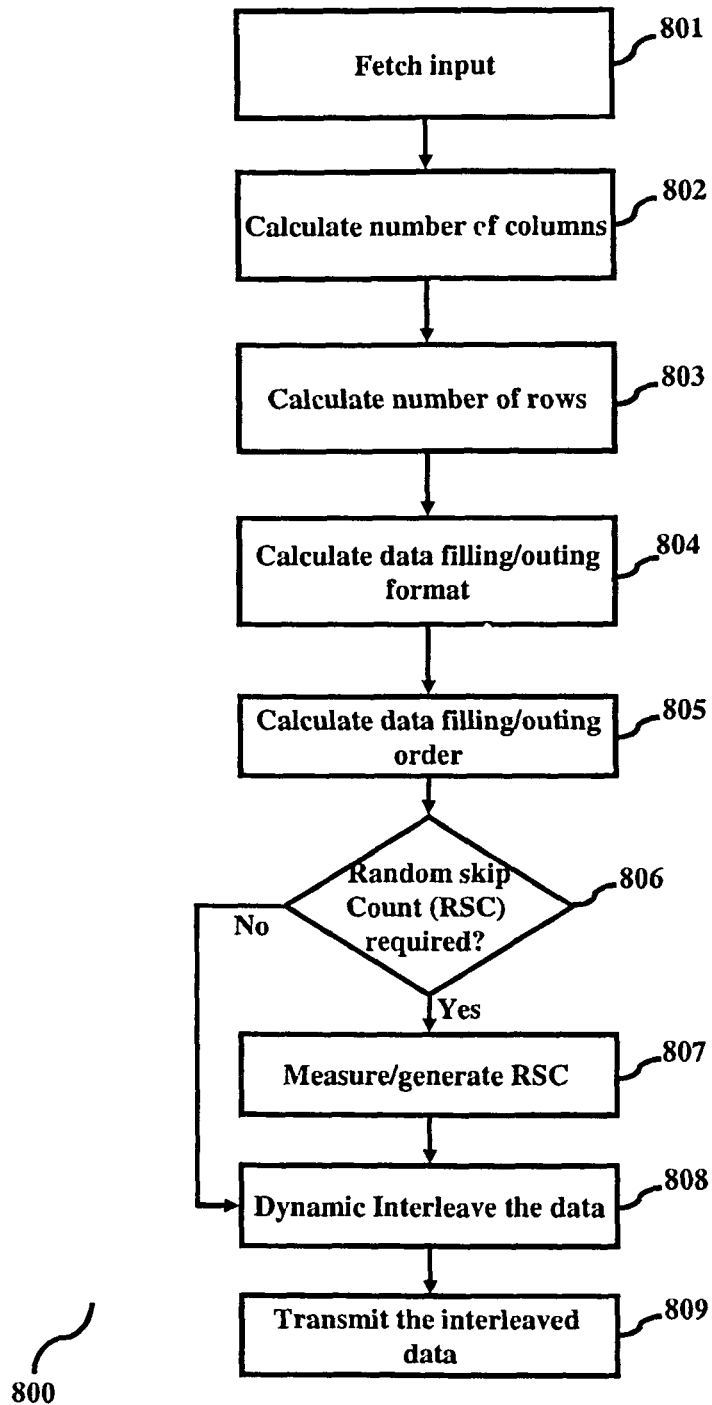 801
Fetch input
802
Calculate number of columns
803
Calculate number of rows
804
Calculate data filling/outing
format
805
Calculate data filling/outing
order
806
Random skip
Count (RSC)
required?
No
Yes
807
Measure/generate RSC
808
Dynamic Interleave the data
809
Transmit the interleaved
data
800